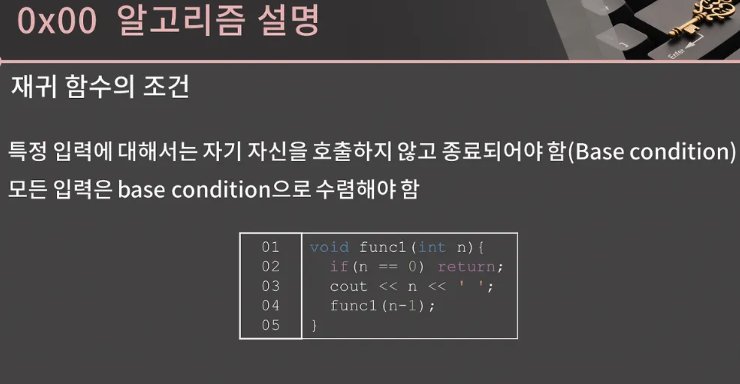 0x00 알고리즘 설명
Enter
재귀 함수의 조건
특정 입력에 대해서는 자기 자신을 호출하지 않고 종료되어야 함(Base condition)
모든 입력은 base condition으로 수렴해야 함
01 void func1(int n){
02 if(n == 0) return;
03 cout << n << ' ';
04 func1(n-1);
05 }